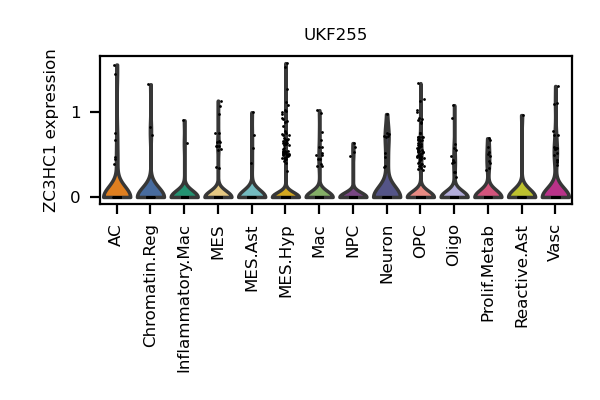 UKF255
ZC3HC1 expression
1
0
AC
Chromatin.Reg
Inflammatory.Mac
MES
MES.Ast
MES.Hyp
Mac
NPC
Neuron
OPC
Oligo
Prolif.Metab
Reactive.Ast
Vasc